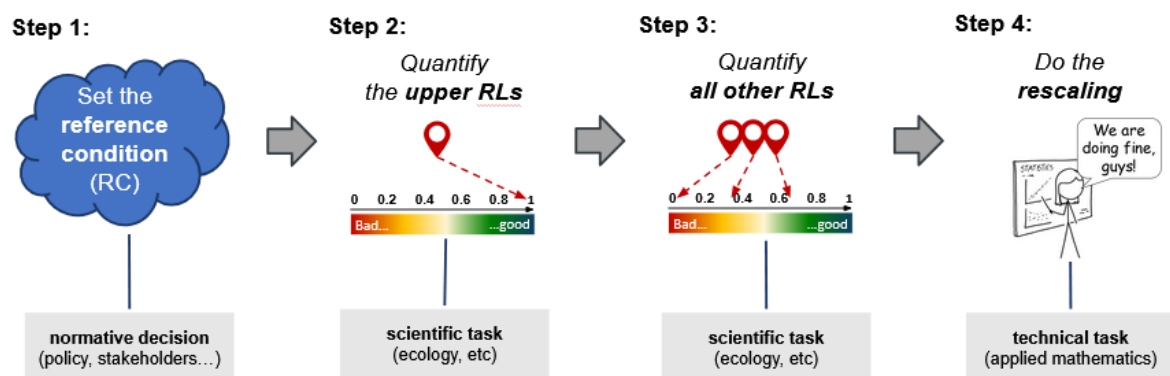 Step 1:
Set the
reference
condition
(RC)
normative decision
(policy, stakeholders...)
Step 2:
Quantify
the upper RLs
0 0.2 0.4 0.6 0.8 1
Bad... ...good
scientific task
(ecology, etc)
Step 3:
Quantify
all other RLs
0 0.2 0.4 0.6 0.8 1
Bad... ...good
scientific task
(ecology, etc)
Step 4:
Do the
rescaling
We are
doing fine,
guys!
STATISTICS
technical task
(applied mathematics)